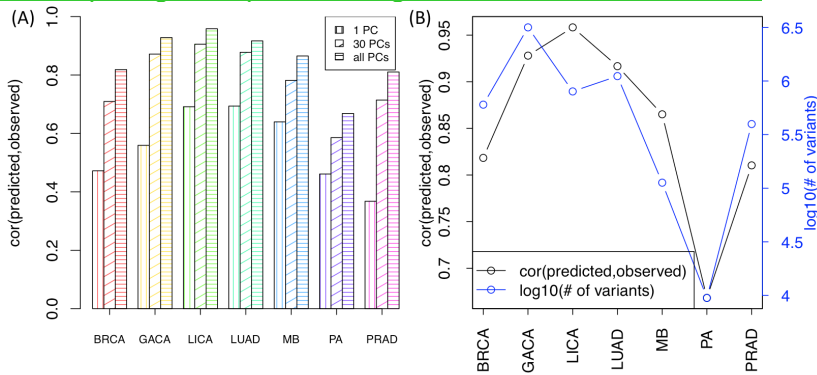 (A)
cor(predicted,observed)
0.0
0.2
0.4
0.6
0.8
1.0
1 PC
30 PCs
all PCs
BRCA
GACA
LICA
LUAD
MB
PA
PRAD
(B)
cor(predicted,observed)
0.7
0.75
0.8
0.85
0.9
0.95
cor(predicted,observed)
log10(# of variants)
BRCA
GACA
LICA
LUAD
MB
PA
PRAD
4
4.5
5
5.5
6
6.5
log10(# of variants)